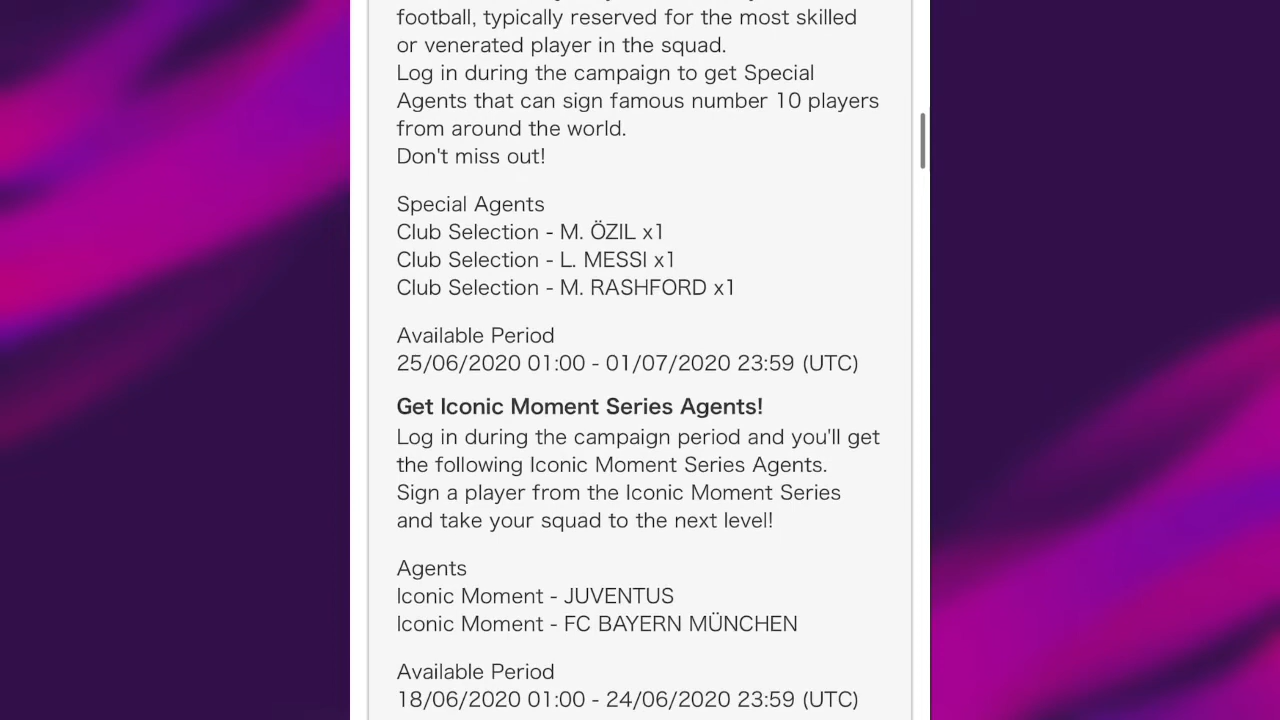 football, typically reserved for the most skilled
or venerated player in the squad.
Log in during the campaign to get Special
Agents that can sign famous number 10 players
from around the world.
Don't miss out!
Special Agents
Club Selection - M. ÖZIL x1
Club Selection - L. MESSI x1
Club Selection - M. RASHFORD x1
Available Period
25/06/2020 01:00 - 01/07/2020 23:59 (UTC)
Get Iconic Moment Series Agents!
Log in during the campaign period and you'll get
the following Iconic Moment Series Agents.
Sign a player from the Iconic Moment Series
and take your squad to the next level!
Agents
Iconic Moment - JUVENTUS
Iconic Moment - FC BAYERN MÜNCHEN
Available Period
18/06/2020 01:00 - 24/06/2020 23:59 (UTC)